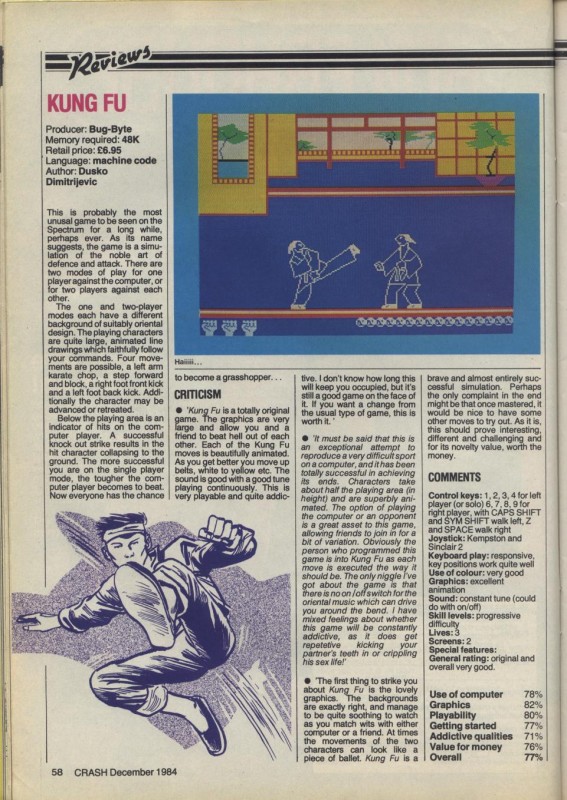 Reviews
KUNG FU
Producer: Bug-Byte
Memory required: 48K
Retail price: £6.95
Language: machine code
Author: Dusko
Dimitrijevic
This is probably the most
unusal game to be seen on the
Spectrum for a long while,
perhaps ever. As its name
suggests, the game is a simu-
lation of the noble art of
defence and attack. There are
two modes of play for one
player against the computer, or
for two players against each
other.
The one and two-player
modes each have a different
background of suitably oriental
design. The playing characters
are quite large, animated line
drawings which faithfully follow
your commands. Four move-
ments are possible, a left arm
karate chop, a step forward
and block, a right foot front kick
and a left foot back kick. Addi-
tionally the character may be
advanced or retreated.
Below the playing area is an
indicator of hits on the com-
puter player. A successful
knock out strike results in the
hit character collapsing to the
ground. The more successful
you are on the single player
mode, the tougher the com-
puter player becomes to beat.
Now everyone has the chance
Haiiiii...
to become a grasshopper...
CRITICISM
● 'Kung Fu is a totally original
game. The graphics are very
large and allow you and a
friend to beat hell out of each
other. Each of the Kung Fu
moves is beautifully animated.
As you get better you move up
belts, white to yellow etc. The
sound is good with a good tune
playing continuously. This is
very playable and quite addic-
tive. I don't know how long this
will keep you occupied, but it's
still a good game on the face of
it. If you want a change from
the usual type of game, this is
worth it.'
● 'It must be said that this is
an exceptional attempt to
reproduce a very difficult sport
on a computer, and it has been
totally successful in achieving
its ends. Characters take
about half the playing area (in
height) and are superbly ani-
mated. The option of playing
the computer or an opponent
is a great asset to this game,
allowing friends to join in for a
bit of variation. Obviously the
person who programmed this
game is into Kung Fu as each
move is executed the way it
should be. The only niggle I've
got about the game is that
there is no on/off switch for the
oriental music which can drive
you around the bend. I have
mixed feelings about whether
this game will be constantly
addictive, as it does get
repetetive kicking your
partner's teeth in or crippling
his sex life!'
● 'The first thing to strike you
about Kung Fu is the lovely
graphics. The backgrounds
are exactly right, and manage
to be quite soothing to watch
as you match wits with either
computer or a friend. At times
the movements of the two
characters can look like a
piece of ballet. Kung Fu is a
brave and almost entirely suc-
cessful simulation. Perhaps
the only complaint in the end
might be that once mastered, it
would be nice to have some
other moves to try out. As it is,
this should prove interesting,
different and challenging and
for its novelty value, worth the
money.
COMMENTS
Control keys: 1, 2, 3, 4 for left
player (or solo) 6, 7, 8, 9 for
right player, with CAPS SHIFT
and SYM SHIFT walk left, Z
and SPACE walk right
Joystick: Kempston and
Sinclair 2
Keyboard play: responsive,
key positions work quite well
Use of colour: very good
Graphics: excellent
animation
Sound: constant tune (could
do with on/off)
Skill levels: progressive
difficulty
Lives: 3
Screens: 2
Special features:
General rating: original and
overall very good.
Use of computer 78%
Graphics 82%
Playability 80%
Getting started 77%
Addictive qualities 71%
Value for money 76%
Overall 77%
58 CRASH December 1984